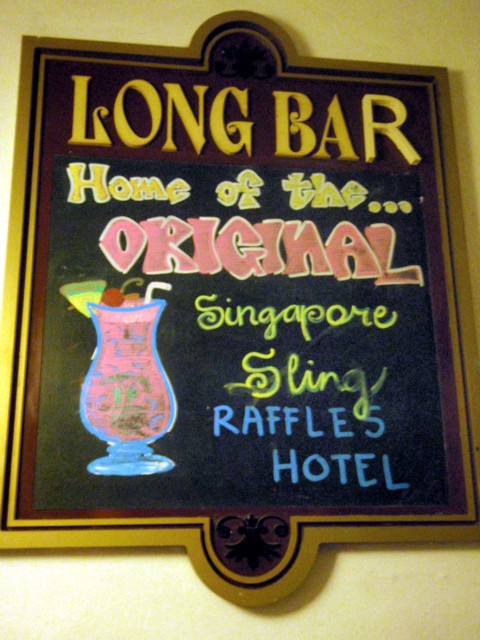 LONG BAR
Home of the...
ORIGINAL
Singapore
Sling
RAFFLES
HOTEL